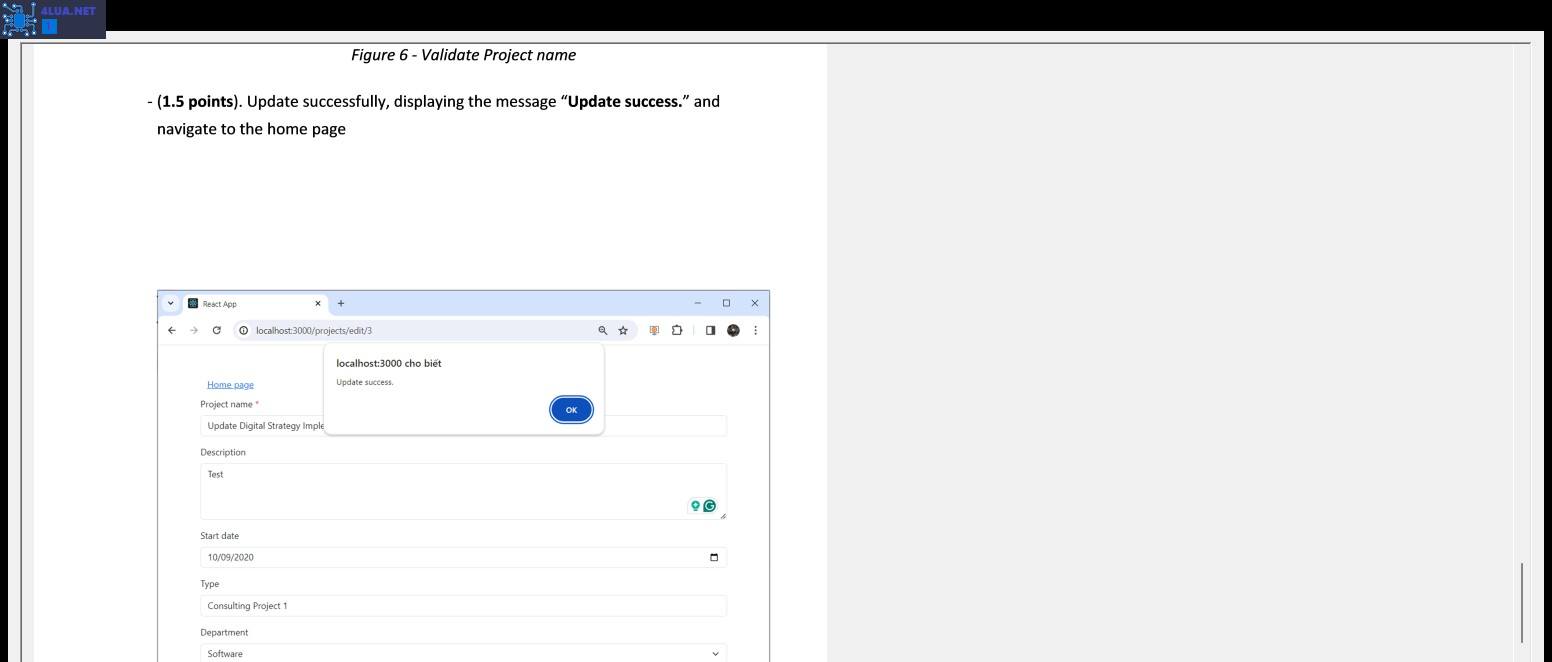 4LUA.NET
Figure 6 - Validate Project name
- (1.5 points). Update successfully, displaying the message “Update success.” and
navigate to the home page
React App
localhost:3000/projects/edit/3
localhost:3000 cho biết
Update success.
OK
Home page
Project name *
Update Digital Strategy Imple
Description
Test
Start date
10/09/2020
Type
Consulting Project 1
Department
Software